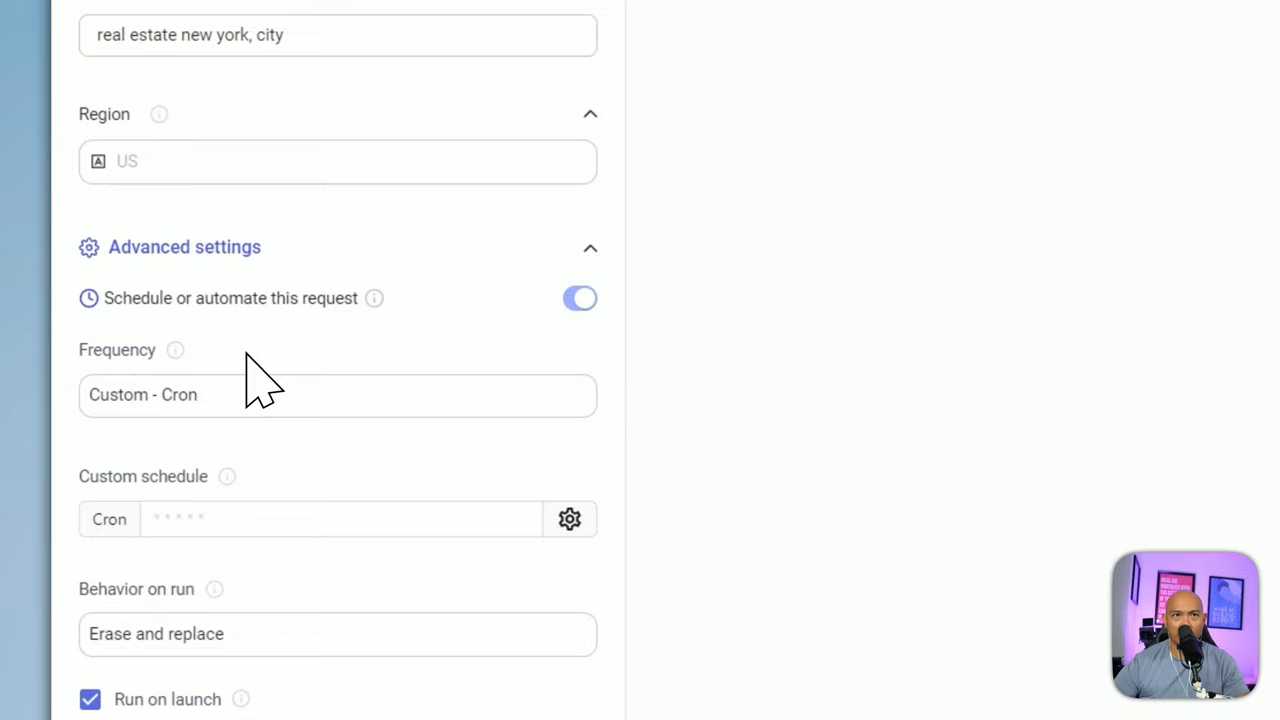 real estate new york, city
Region
US
Advanced settings
Schedule or automate this request
Frequency
Custom - Cron
Custom schedule
Cron * * * * *
Behavior on run
Erase and replace
Run on launch